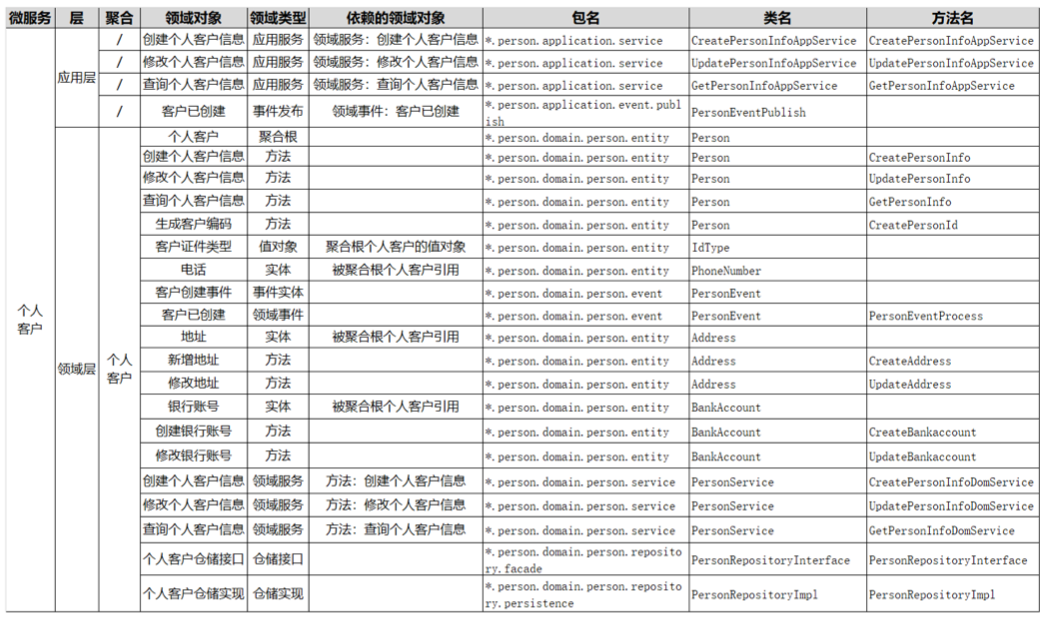 微服务 层 聚合 领域对象 领域类型 依赖的领域对象 包名 类名 方法名
/ 创建个人客户信息 应用服务 领域服务：创建个人客户信息 *.person.application.service CreatePersonInfoAppService CreatePersonInfoAppService
/ 修改个人客户信息 应用服务 领域服务：修改个人客户信息 *.person.application.service UpdatePersonInfoAppService UpdatePersonInfoAppService
应用层
/ 查询个人客户信息 应用服务 领域服务：查询个人客户信息 *.person.application.service GetPersonInfoAppService GetPersonInfoAppService
/ 客户已创建 事件发布 领域事件：客户已创建 *.person.application.event.publ
ish PersonEventPublish
个人客户 聚合根 *.person.domain.person.entity Person
创建个人客户信息 方法 *.person.domain.person.entity Person CreatePersonInfo
修改个人客户信息 方法 *.person.domain.person.entity Person UpdatePersonInfo
查询个人客户信息 方法 *.person.domain.person.entity Person GetPersonInfo
生成客户编码 方法 *.person.domain.person.entity Person CreatePersonId
客户证件类型 值对象 聚合根个人客户的值对象 *.person.domain.person.entity IdType
电话 实体 被聚合根个人客户引用 *.person.domain.person.entity PhoneNumber
客户创建事件 事件实体 *.person.domain.person.event PersonEvent
个人
客户
客户已创建 领域事件 *.person.domain.person.event PersonEvent PersonEventProcess
地址 实体 被聚合根个人客户引用 *.person.domain.person.entity Address
领域层
个人
客户
新增地址 方法 *.person.domain.person.entity Address CreateAddress
修改地址 方法 *.person.domain.person.entity Address UpdateAddress
银行账号 实体 被聚合根个人客户引用 *.person.domain.person.entity BankAccount
创建银行账号 方法 *.person.domain.person.entity BankAccount CreateBankaccount
修改银行账号 方法 *.person.domain.person.entity BankAccount UpdateBankaccount
创建个人客户信息 领域服务 方法：创建个人客户信息 *.person.domain.person.service PersonService CreatePersonInfoDomService
修改个人客户信息 领域服务 方法：修改个人客户信息 *.person.domain.person.service PersonService UpdatePersonInfoDomService
查询个人客户信息 领域服务 方法：查询个人客户信息 *.person.domain.person.service PersonService GetPersonInfoDomService
个人客户仓储接口 仓储接口 *.person.domain.person.reposito
ry.facade PersonRepositoryInterface PersonRepositoryInterface
个人客户仓储实现 仓储实现 *.person.domain.person.reposito
ry.persistence PersonRepositoryImpl PersonRepositoryImpl